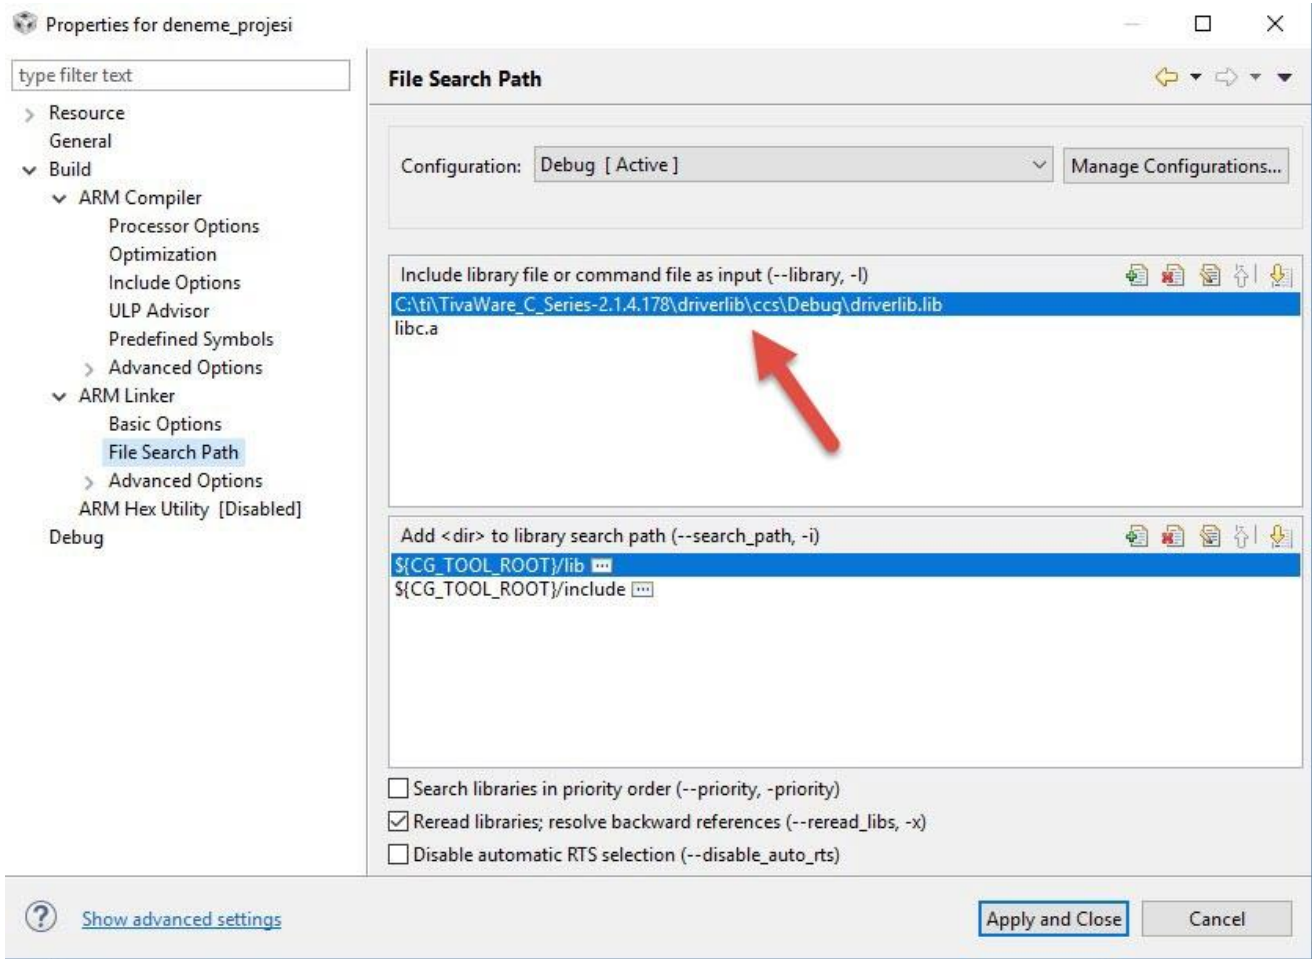 Properties for deneme_projesi
type filter text
Resource
General
Build
ARM Compiler
Processor Options
Optimization
Include Options
ULP Advisor
Predefined Symbols
Advanced Options
ARM Linker
Basic Options
File Search Path
Advanced Options
ARM Hex Utility [Disabled]
Debug
File Search Path
Configuration: Debug [ Active ] Manage Configurations...
Include library file or command file as input (--library, -l)
C:\ti\TivaWare_C_Series-2.1.4.178\driverlib\ccs\Debug\driverlib.lib
libc.a
Add <dir> to library search path (--search_path, -i)
${CG_TOOL_ROOT}/lib
${CG_TOOL_ROOT}/include
Search libraries in priority order (--priority, -priority)
Reread libraries; resolve backward references (--reread_libs, -x)
Disable automatic RTS selection (--disable_auto_rts)
Show advanced settings
Apply and Close
Cancel